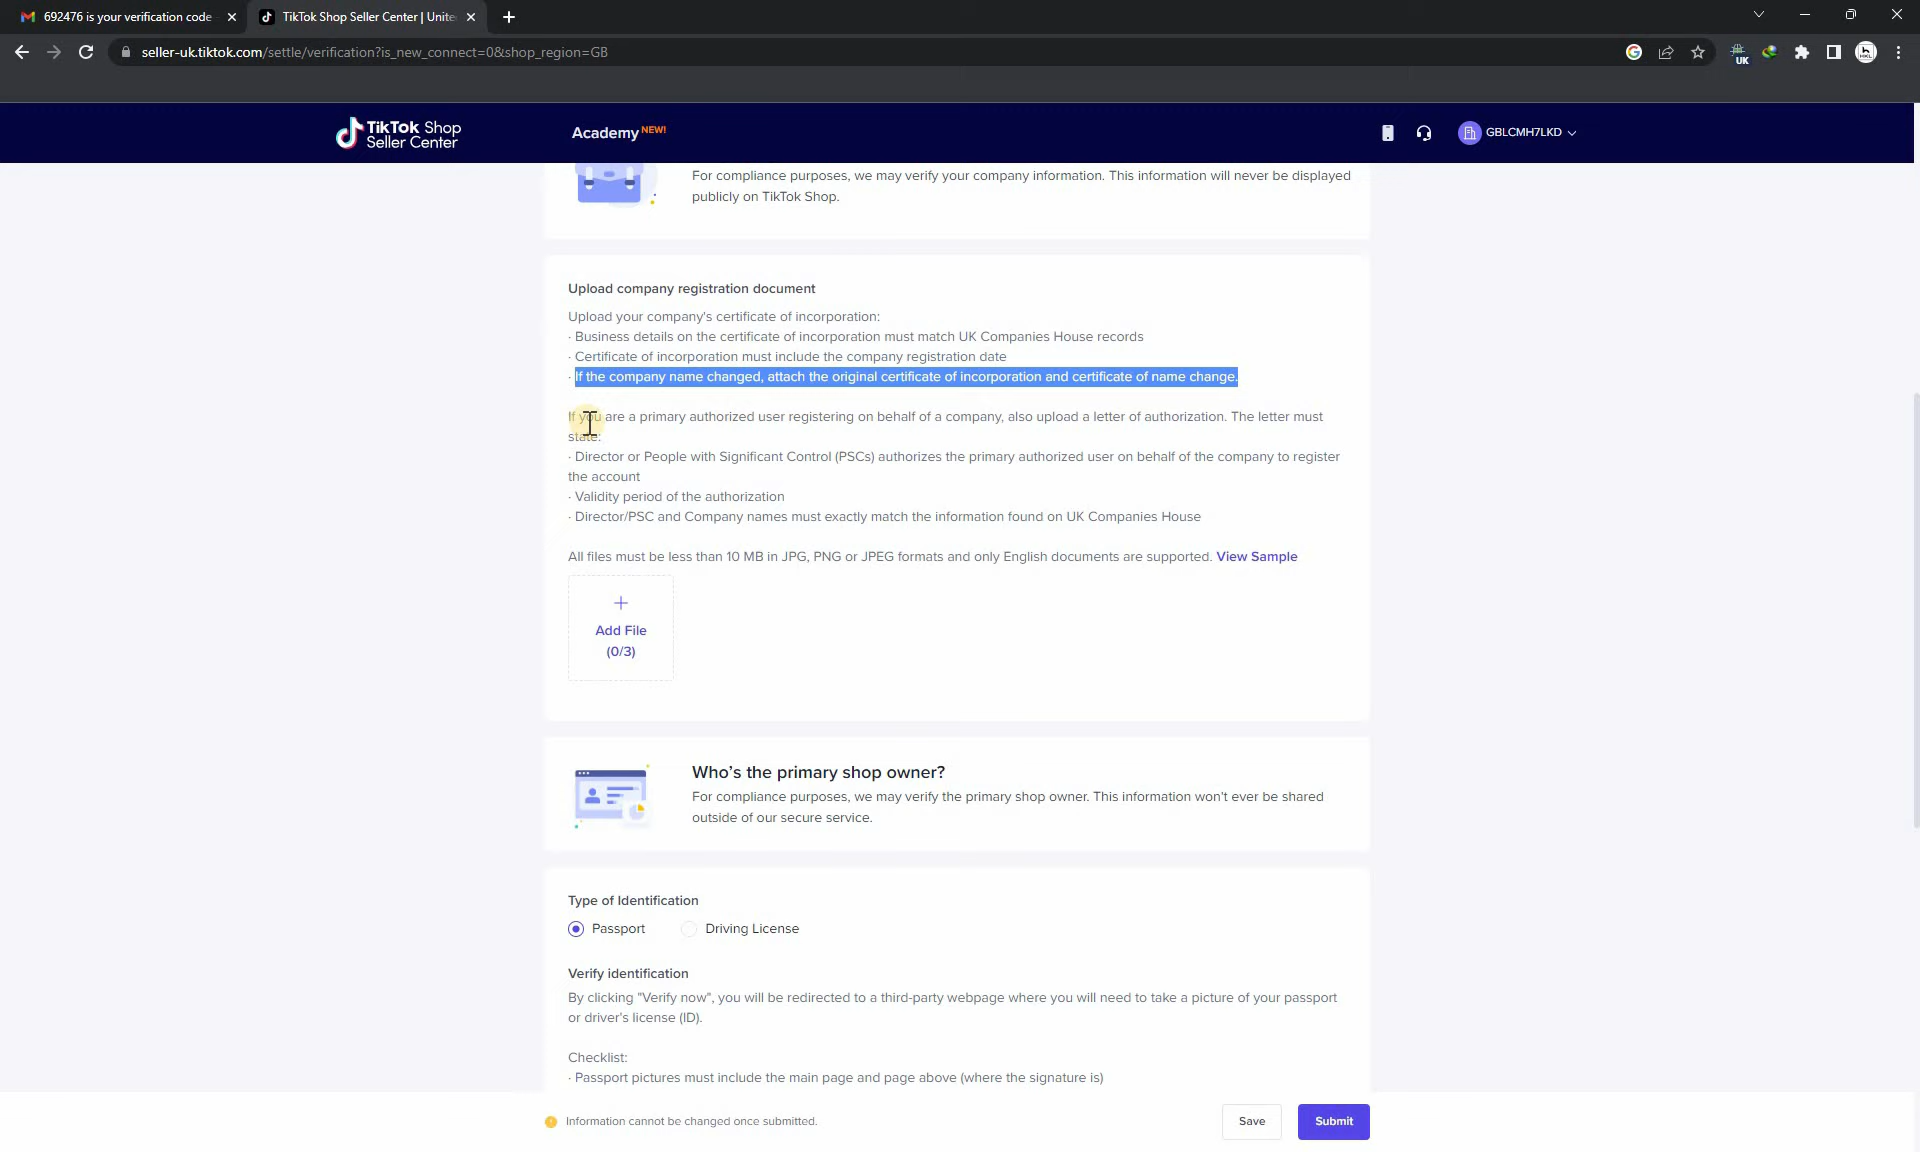 692476 is your verification code
TikTok Shop Seller Center | Unite
seller-uk.tiktok.com/settle/verification?is_new_connect=0&shop_region=GB
UK
TikTok Shop
Seller Center
Academy NEW!
GBLCMH7LKD
For compliance purposes, we may verify your company information. This information will never be displayed
publicly on TikTok Shop.
Upload company registration document
Upload your company's certificate of incorporation:
· Business details on the certificate of incorporation must match UK Companies House records
· Certificate of incorporation must include the company registration date
· If the company name changed, attach the original certificate of incorporation and certificate of name change.
If you are a primary authorized user registering on behalf of a company, also upload a letter of authorization. The letter must
state:
· Director or People with Significant Control (PSCs) authorizes the primary authorized user on behalf of the company to register
the account
· Validity period of the authorization
· Director/PSC and Company names must exactly match the information found on UK Companies House
All files must be less than 10 MB in JPG, PNG or JPEG formats and only English documents are supported. View Sample
Add File
(0/3)
Who's the primary shop owner?
For compliance purposes, we may verify the primary shop owner. This information won't ever be shared
outside of our secure service.
Type of Identification
Passport Driving License
Verify identification
By clicking "Verify now", you will be redirected to a third-party webpage where you will need to take a picture of your passport
or driver's license (ID).
Checklist:
· Passport pictures must include the main page and page above (where the signature is)
Information cannot be changed once submitted.
Save
Submit